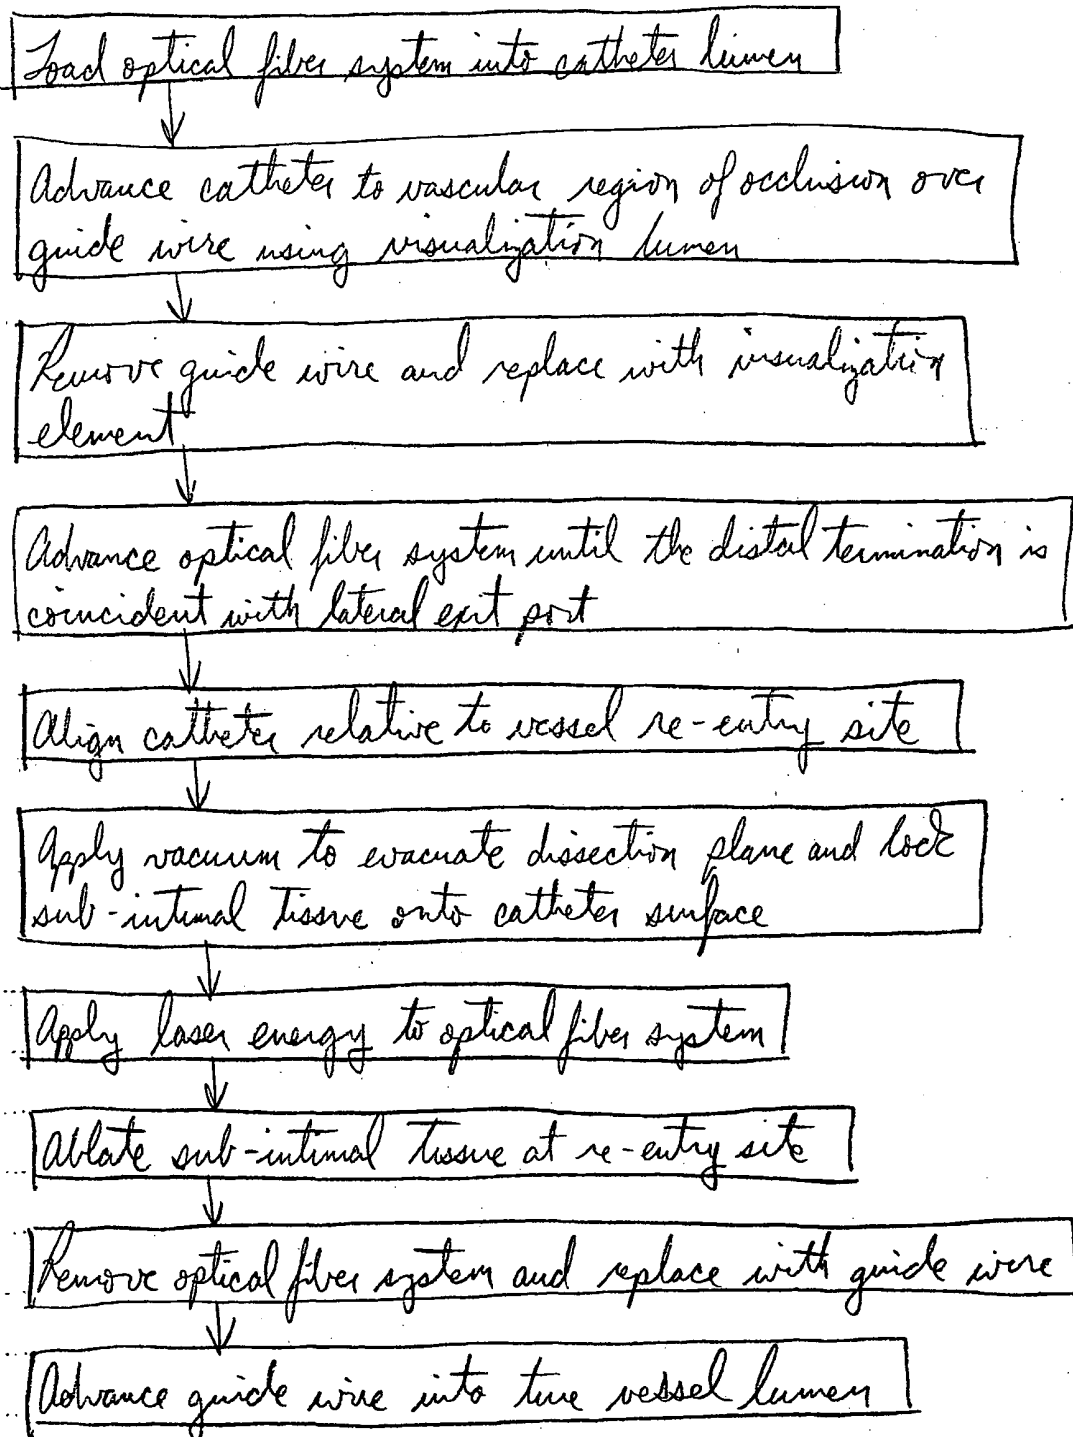 Load optical fiber system into catheter lumen
Advance catheter to vascular region of occlusion over
guide wire using visualization lumen
Remove guide wire and replace with visualization
element
Advance optical fiber system until the distal termination is
coincident with lateral exit port
Align catheter relative to vessel re-entry site
Apply vacuum to evacuate dissection plane and lock
sub-intimal tissue onto catheter surface
Apply laser energy to optical fiber system
Ablate sub-intimal tissue at re-entry site
Remove optical fiber system and replace with guide wire
Advance guide wire into true vessel lumen